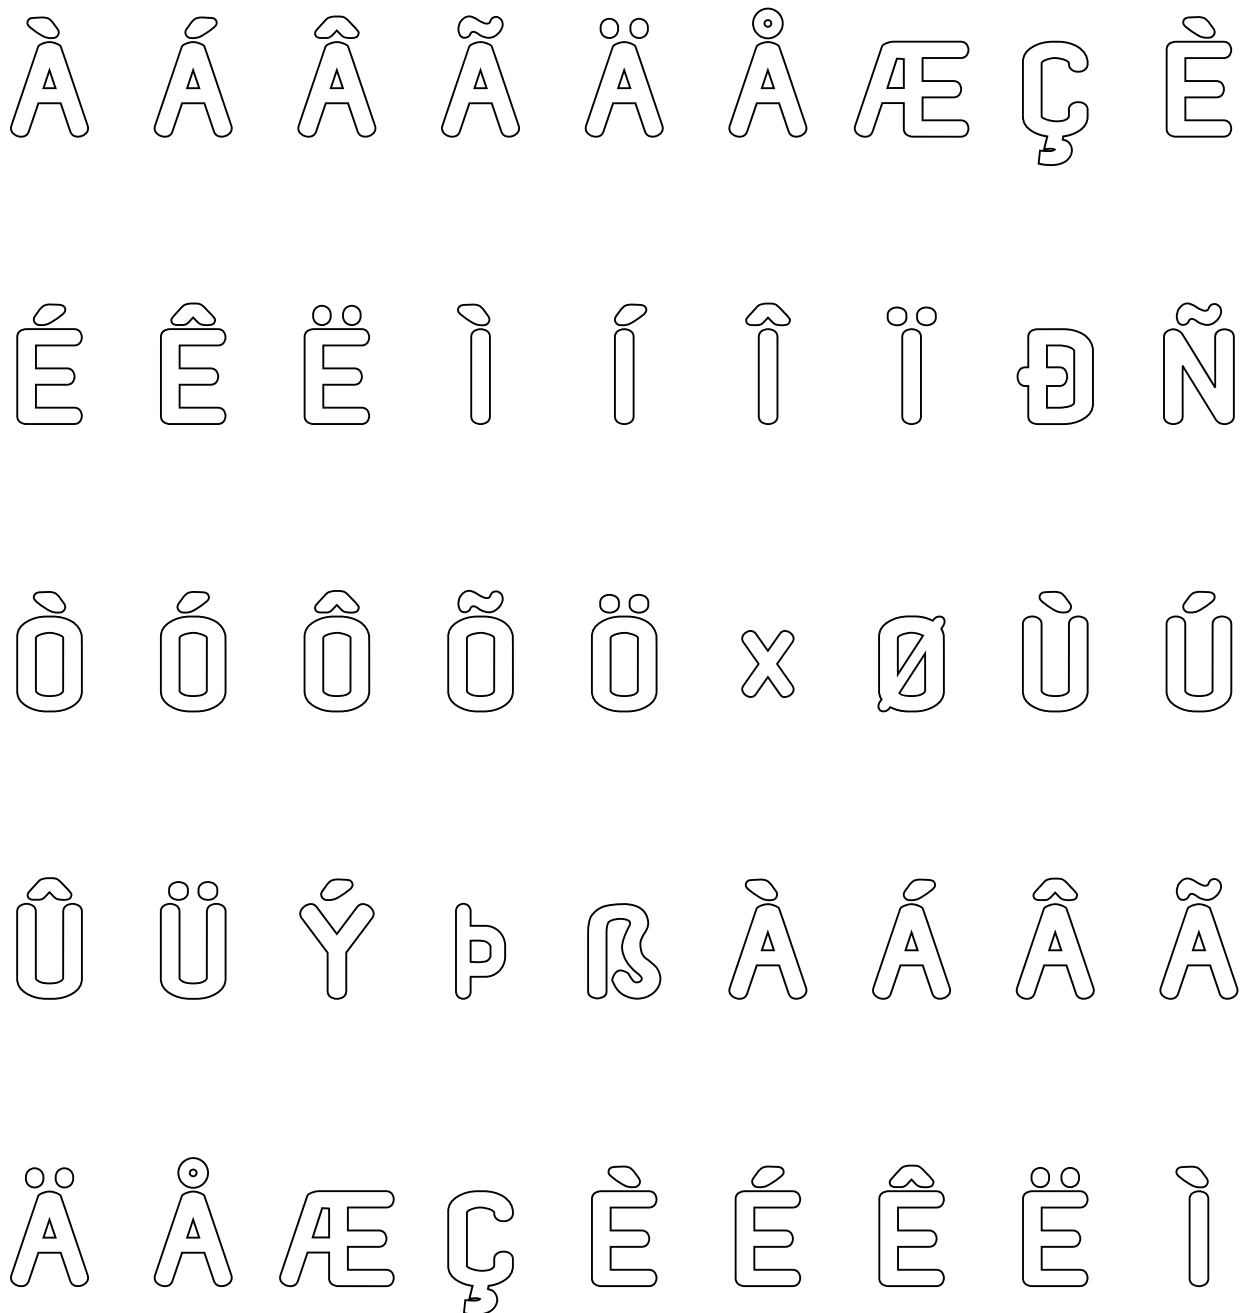 À Á Â Ã Ä Å Æ Ç È
É Ê Ë Ì Í Î Ï Ð Ñ
Ò Ó Ô Õ Ö × Ø Ù Ú
Û Ü Ý Þ ß À Á Â Ã
Ä Å Æ Ç È É Ê Ë Ì